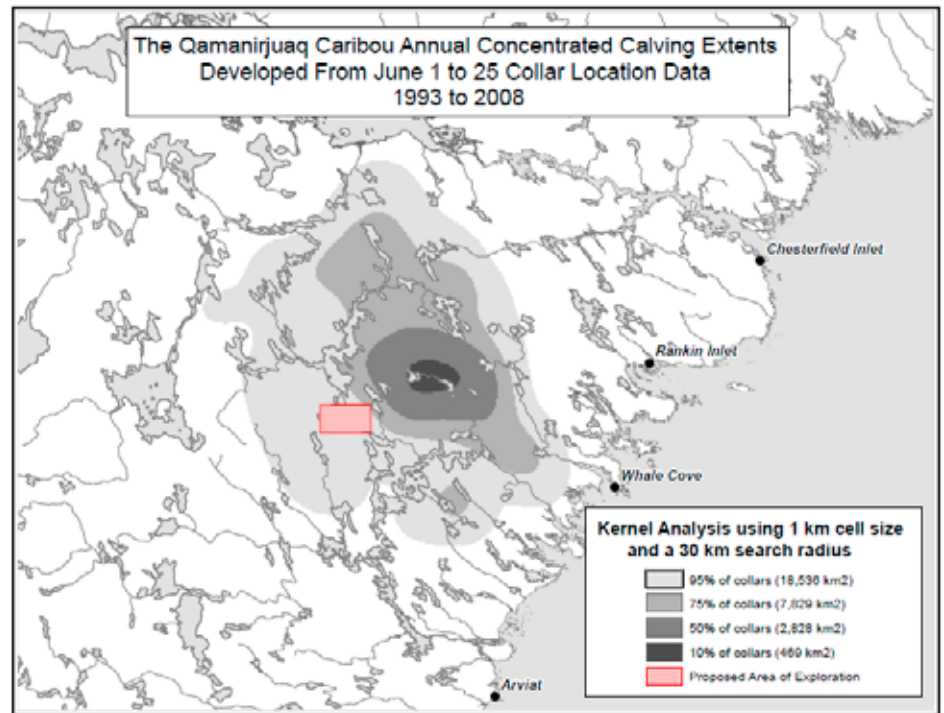 The Qamanirjuaq Caribou Annual Concentrated Calving Extents
Developed From June 1 to 25 Collar Location Data
1993 to 2008
Chesterfield Inlet
Rankin Inlet
Whale Cove
Kernel Analysis using 1 km cell size
and a 30 km search radius
95% of collars (18,536 km2)
75% of collars (7,829 km2)
50% of collars (2,828 km2)
10% of collars (469 km2)
Proposed Area of Exploration
Arviat